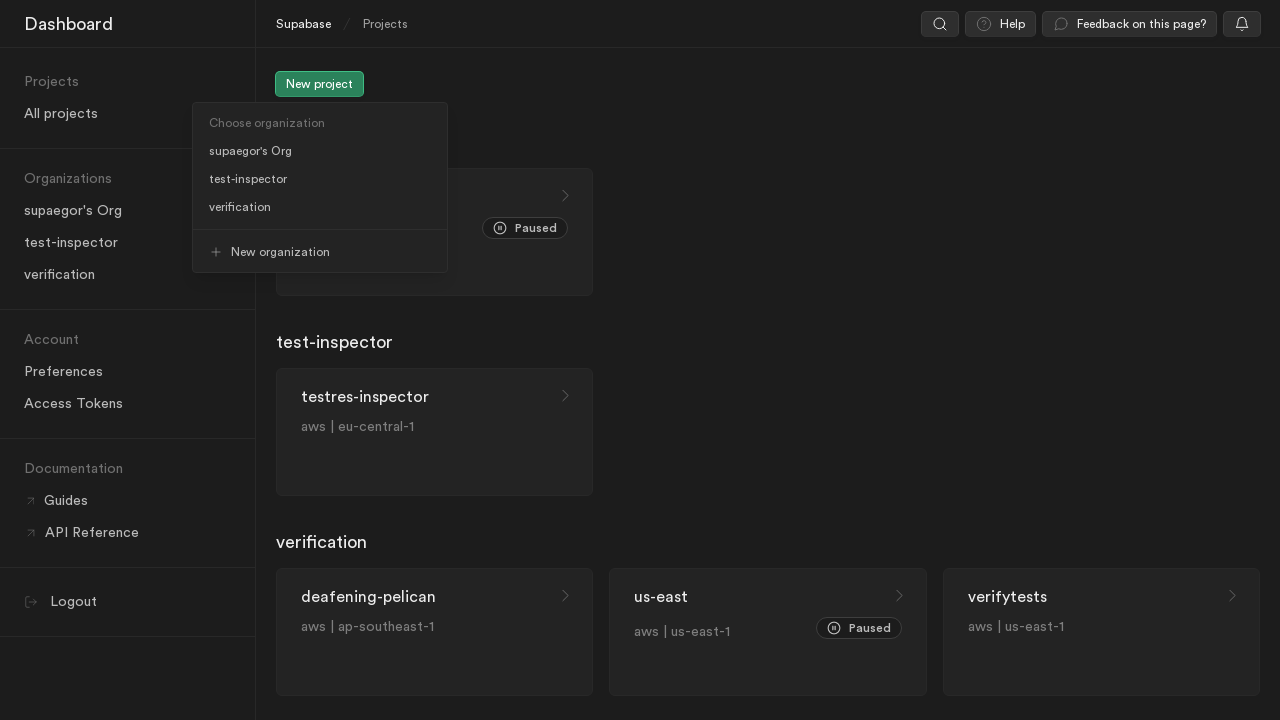 Dashboard
Supabase / Projects
Help
Feedback on this page?
Projects
All projects
Organizations
supaegor's Org
test-inspector
verification
Account
Preferences
Access Tokens
Documentation
Guides
API Reference
Logout
New project
Choose organization
supaegor's Org
test-inspector
verification
New organization
Paused
test-inspector
testres-inspector
aws | eu-central-1
verification
deafening-pelican
aws | ap-southeast-1
us-east
aws | us-east-1
Paused
verifytests
aws | us-east-1